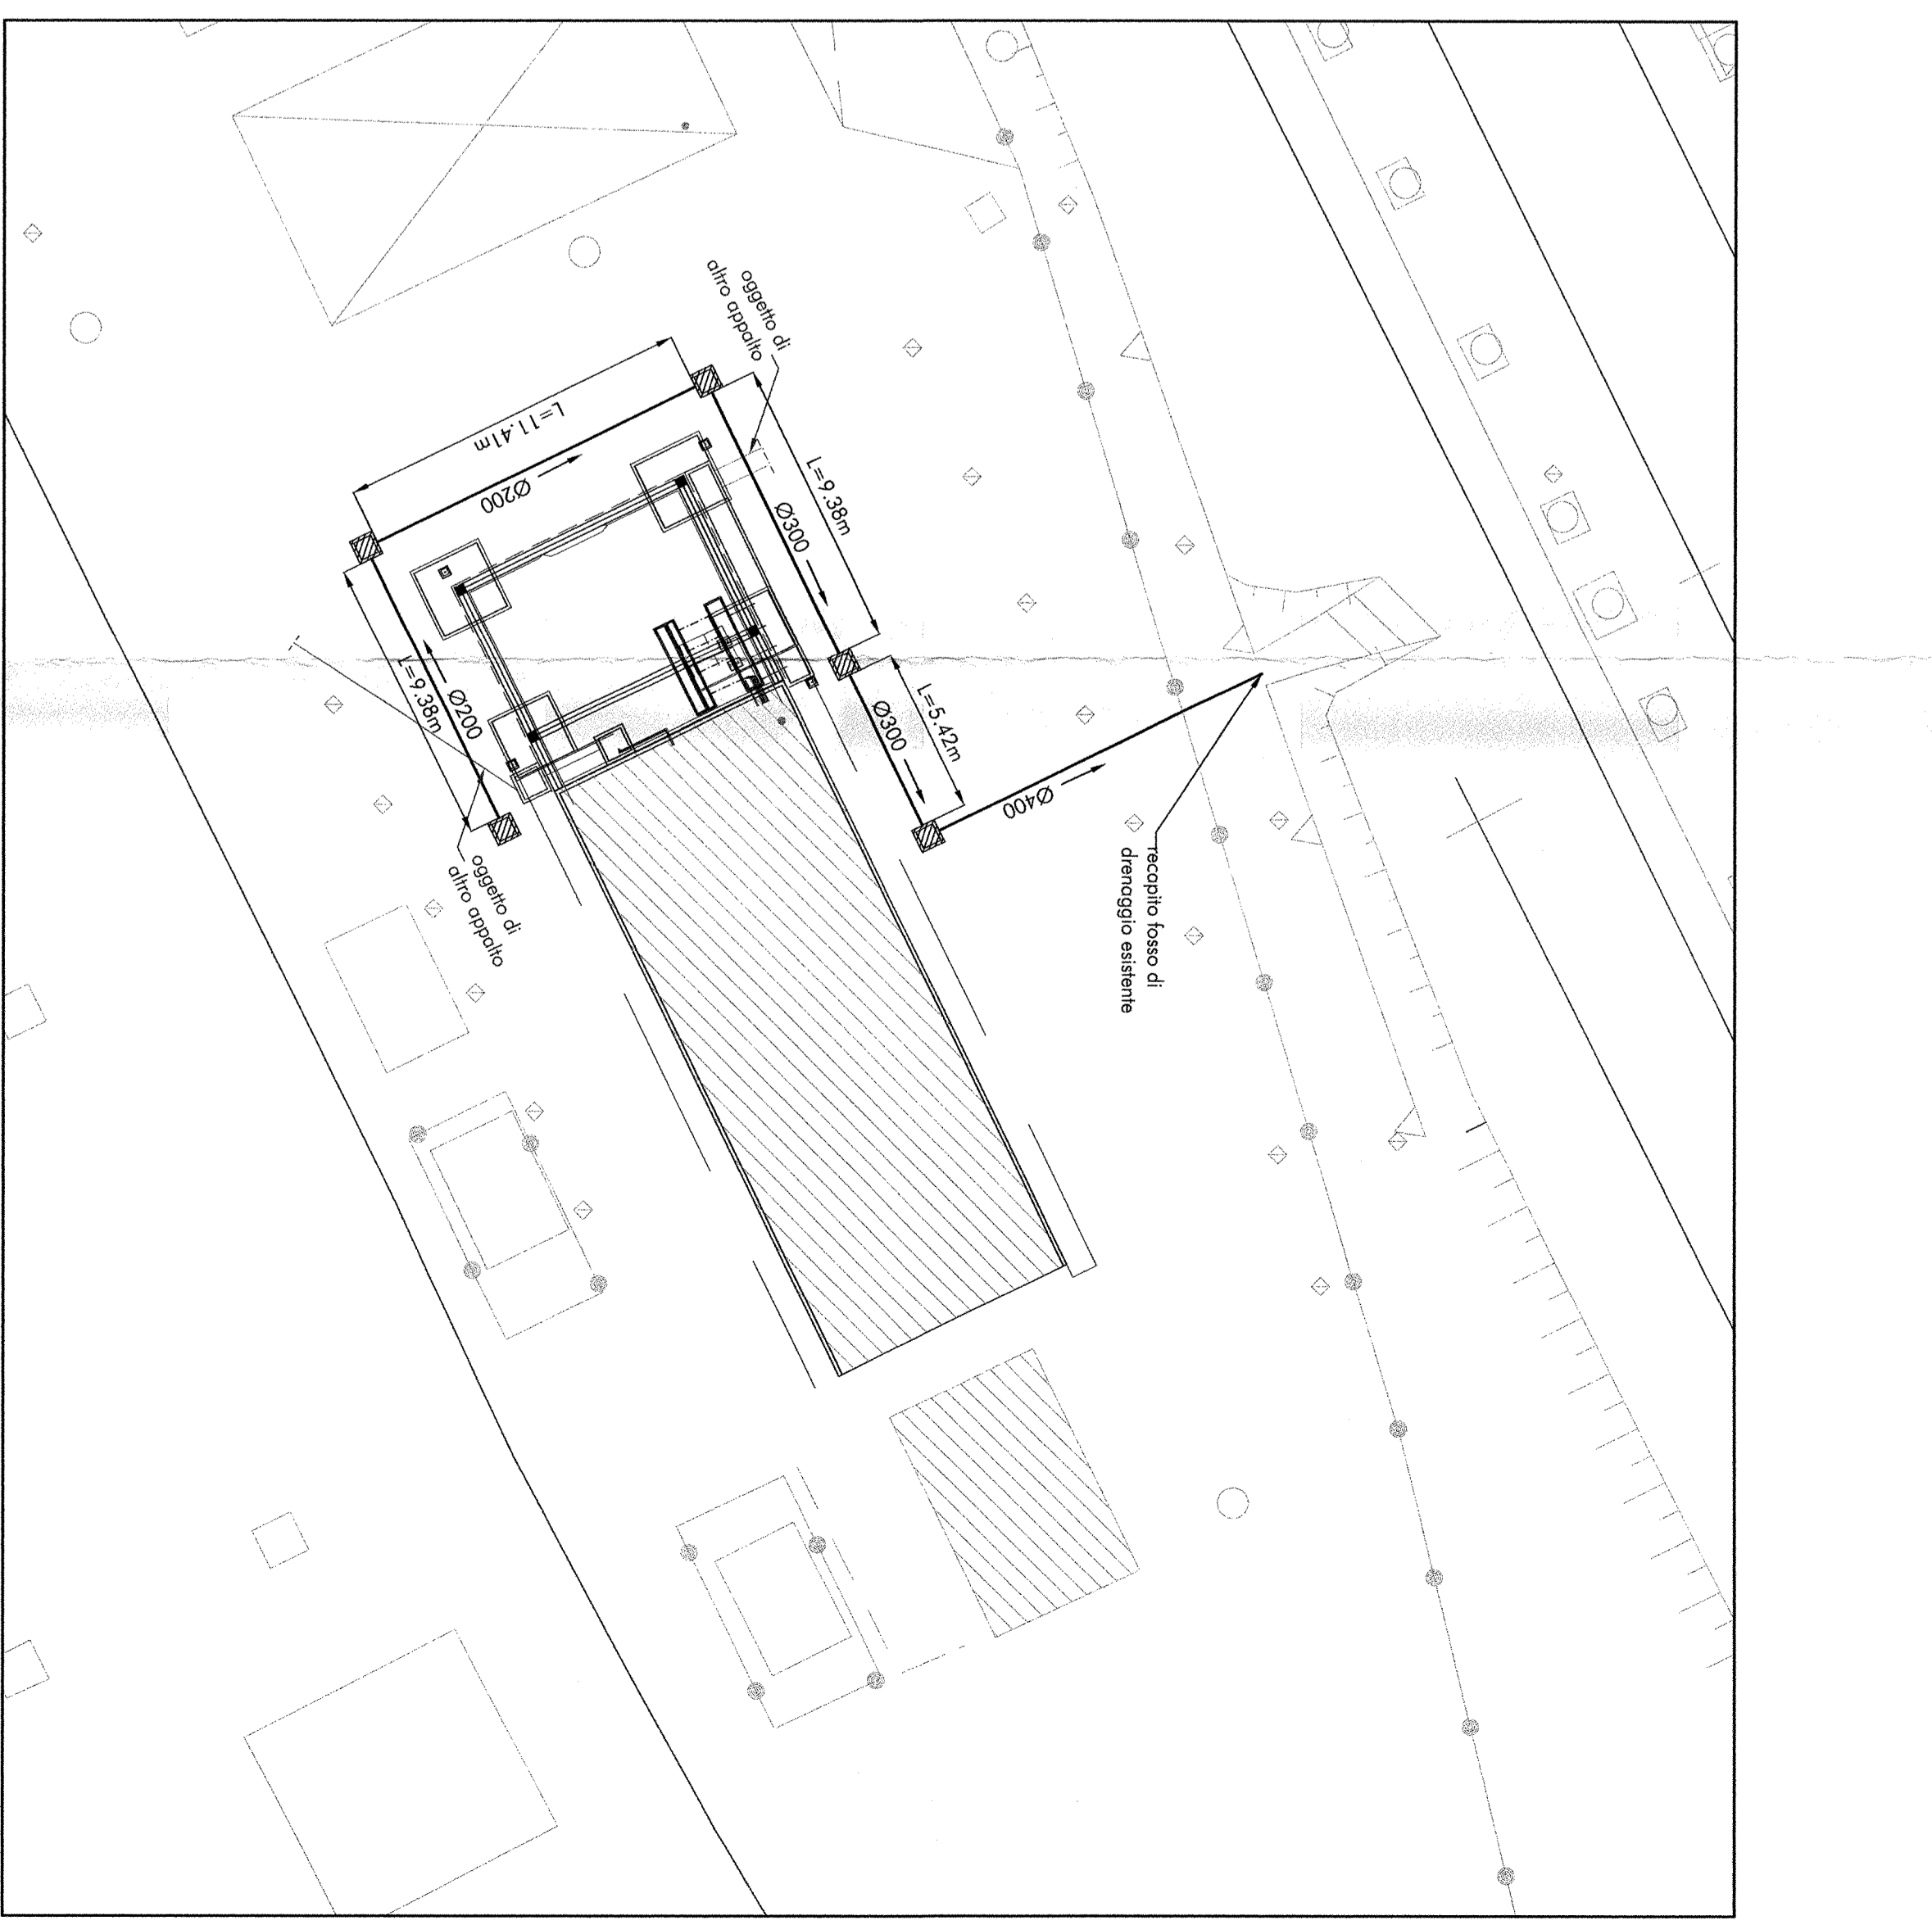 oggetto di
altro appalto
L=11.41m
Ø200
L=9.38m
Ø300
L=9.38m
Ø200
L=5.42m
Ø300
Ø400
recapito fosso di
drenaggio esistente
oggetto di
altro appalto